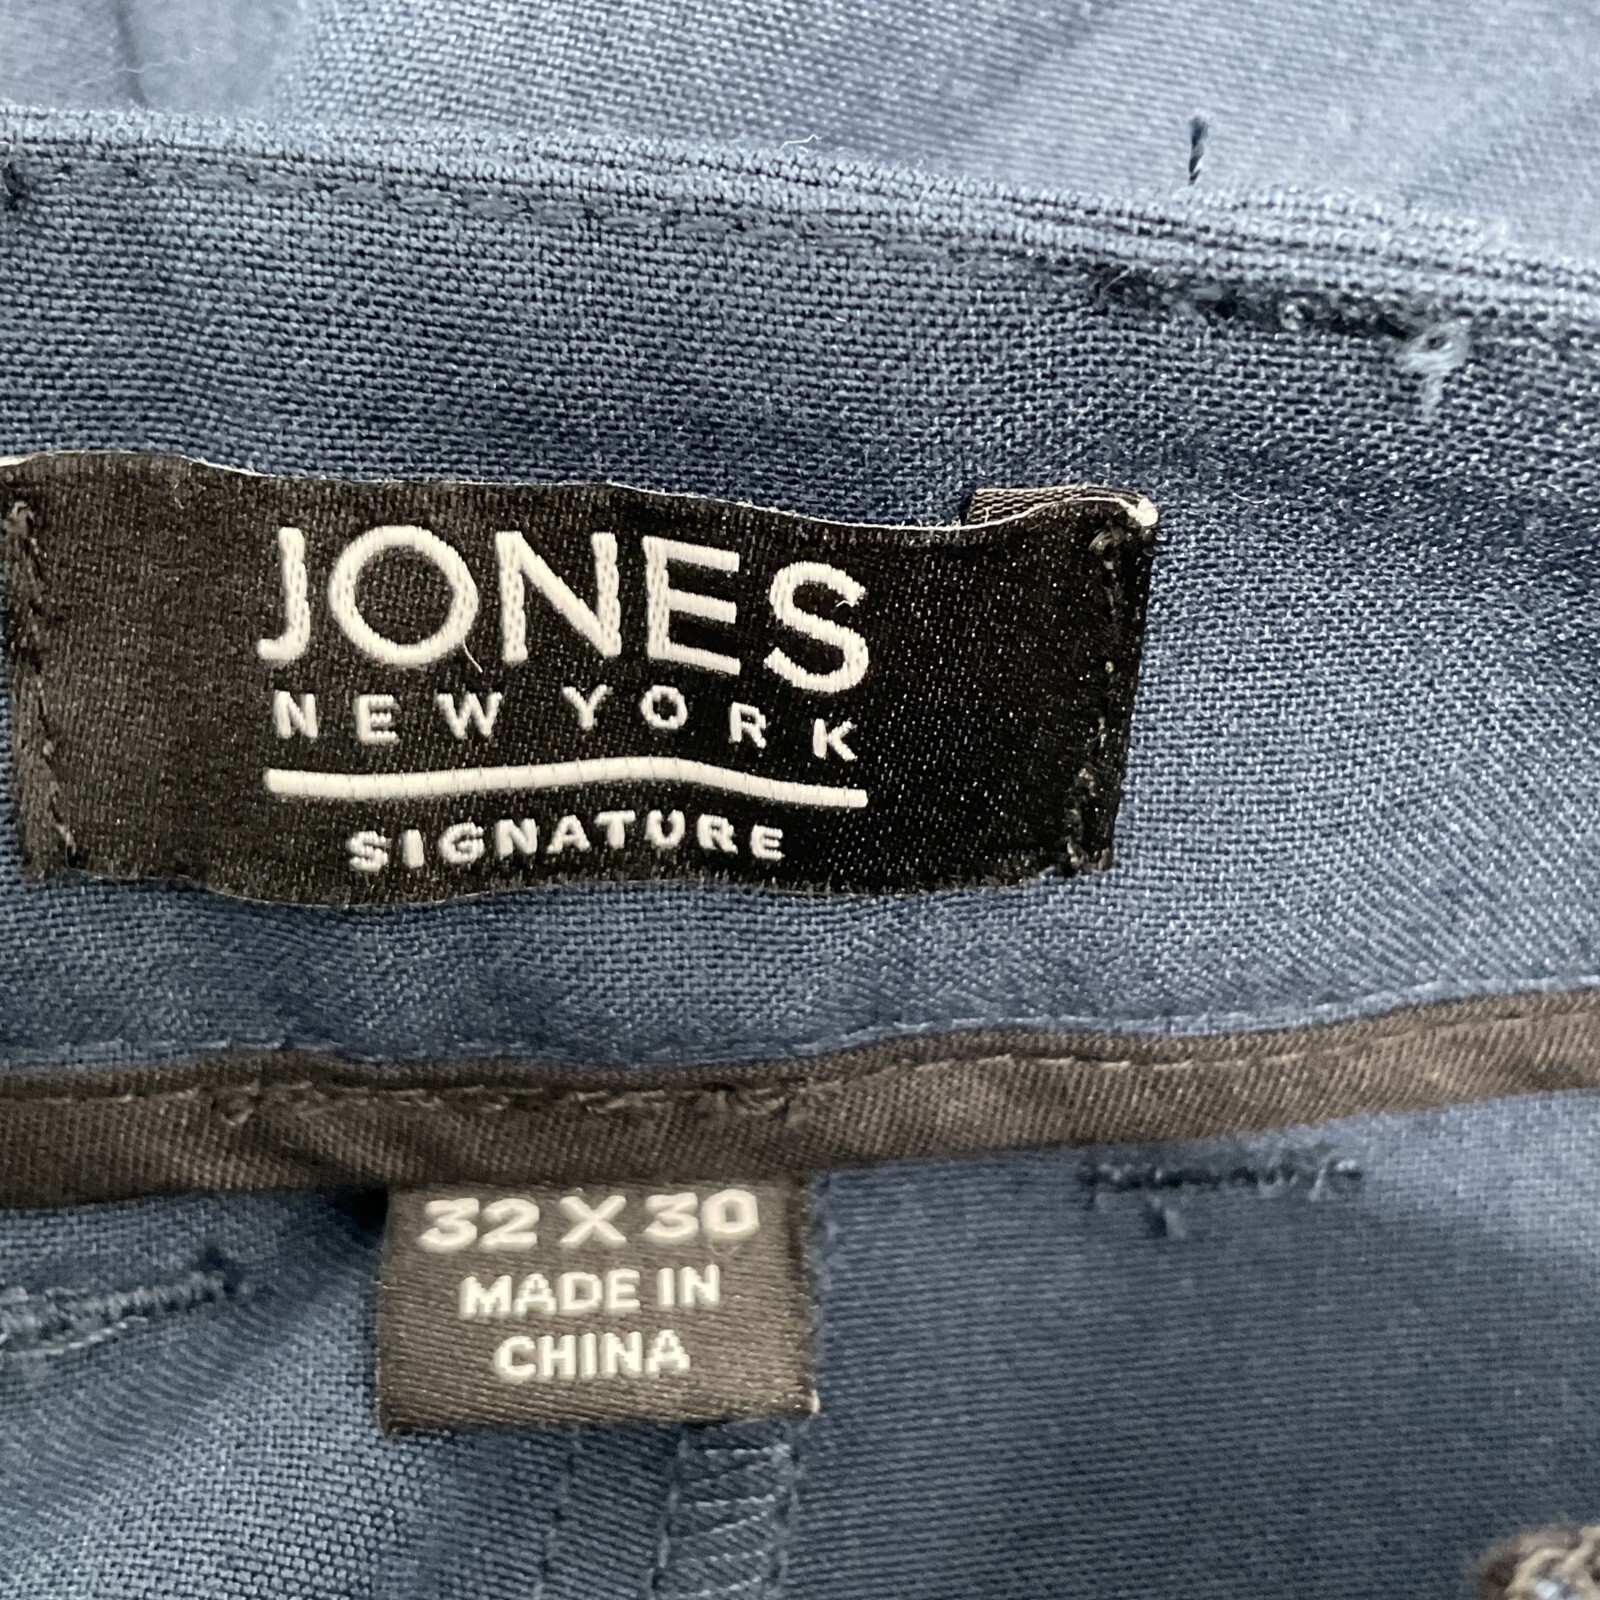 JONES
NEW YORK
SIGNATURE
32 X 30
MADE IN
CHINA